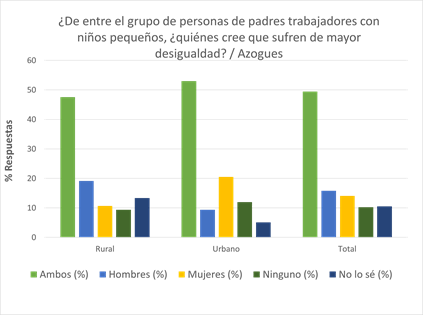 ¿De entre el grupo de personas de padres trabajadores con
niños pequeños, ¿quiénes cree que sufren de mayor
desigualdad? / Azogues
% Respuestas
60
50
40
30
20
10
0
Rural Urbano Total
Ambos (%) Hombres (%) Mujeres (%) Ninguno (%) No lo sé (%)